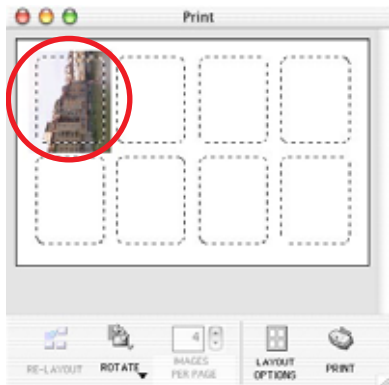 Print
4
RE-LAYOUT
ROTATE
IMAGES
PER PAGE
LAYOUT
OPTIONS
PRINT